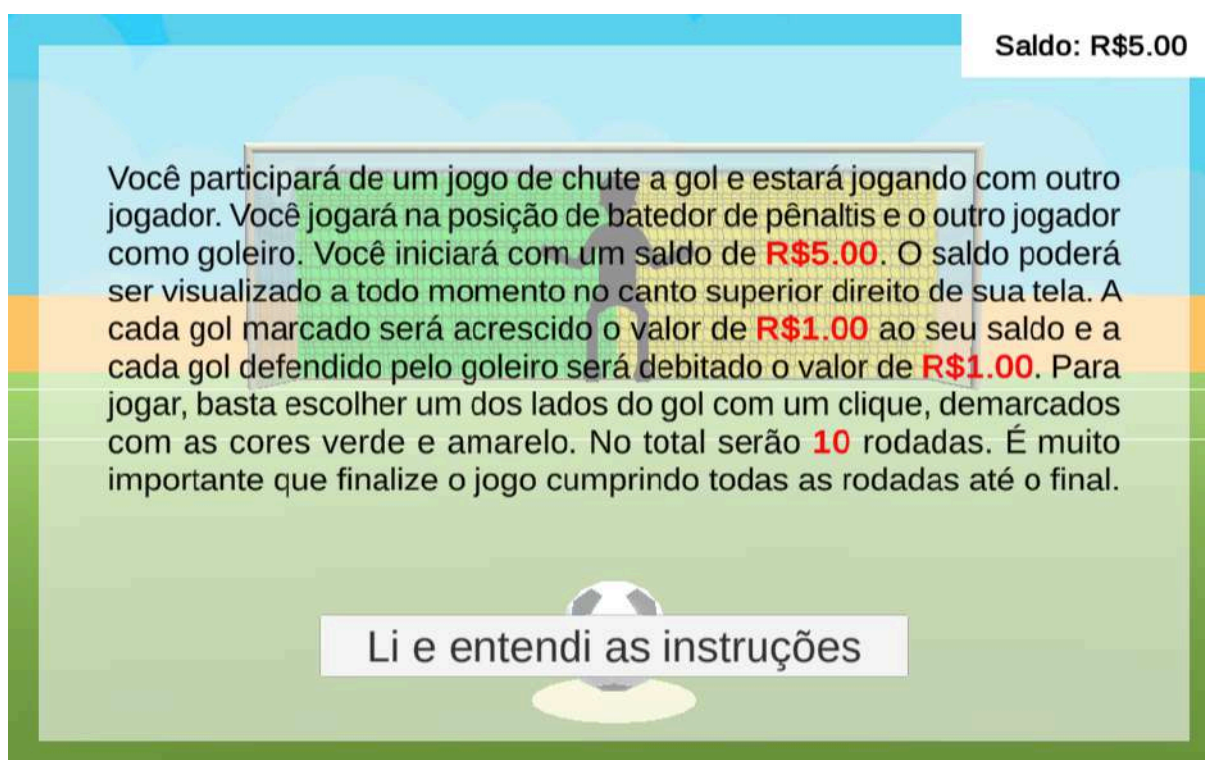 Saldo: R$5.00
Você participará de um jogo de chute a gol e estará jogando com outro
jogador. Você jogará na posição de batedor de pênaltis e o outro jogador
como goleiro. Você iniciará com um saldo de R$5.00. O saldo poderá
ser visualizado a todo momento no canto superior direito de sua tela. A
cada gol marcado será acrescido o valor de R$1.00 ao seu saldo e a
cada gol defendido pelo goleiro será debitado o valor de R$1.00. Para
jogar, basta escolher um dos lados do gol com um clique, demarcados
com as cores verde e amarelo. No total serão 10 rodadas. É muito
importante que finalize o jogo cumprindo todas as rodadas até o final.
Li e entendi as instruções